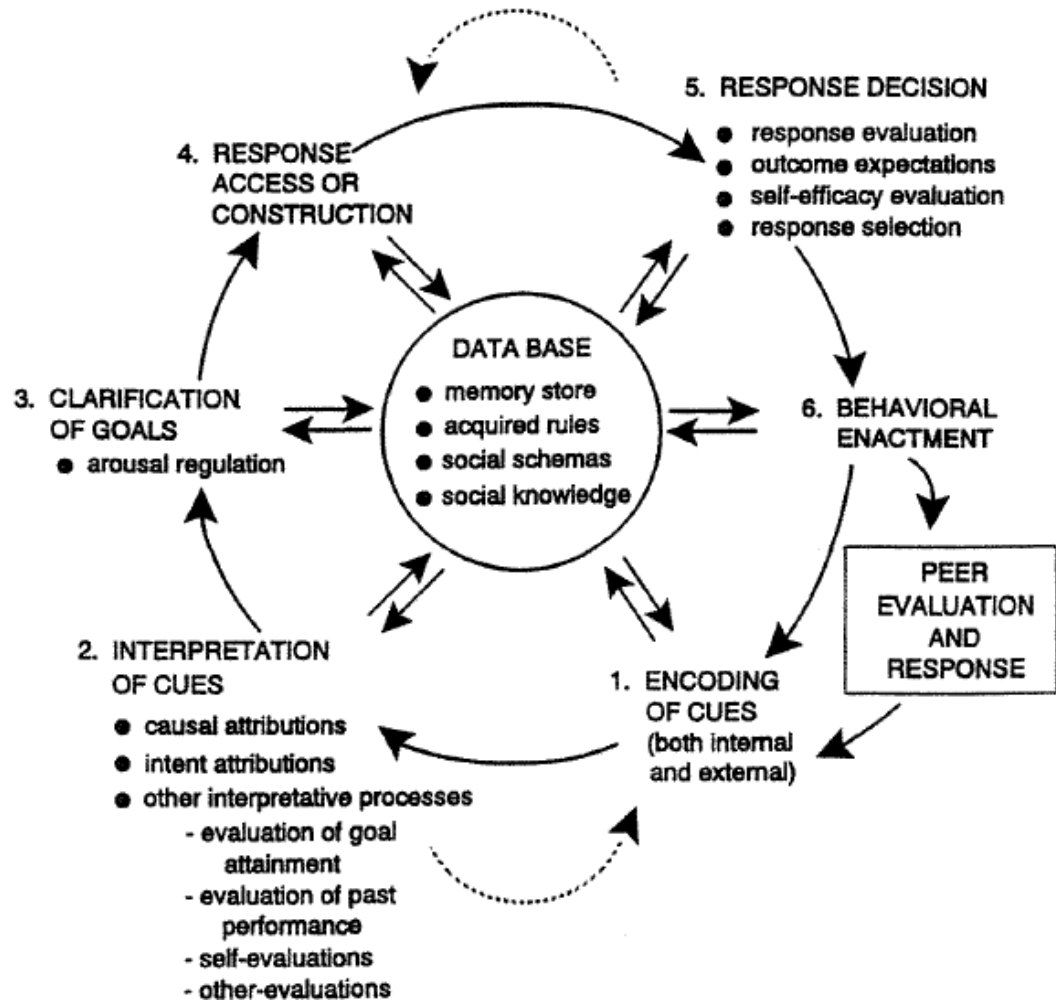 5. RESPONSE DECISION
● response evaluation
● outcome expectations
● self-efficacy evaluation
● response selection
4. RESPONSE
ACCESS OR
CONSTRUCTION
DATA BASE
● memory store
● acquired rules
● social schemas
● social knowledge
3. CLARIFICATION
OF GOALS
● arousal regulation
6. BEHAVIORAL
ENACTMENT
PEER
EVALUATION
AND
RESPONSE
2. INTERPRETATION
OF CUES
● causal attributions
● intent attributions
● other interpretative processes
- evaluation of goal
attainment
- evaluation of past
performance
- self-evaluations
- other-evaluations
1. ENCODING
OF CUES
(both internal
and external)